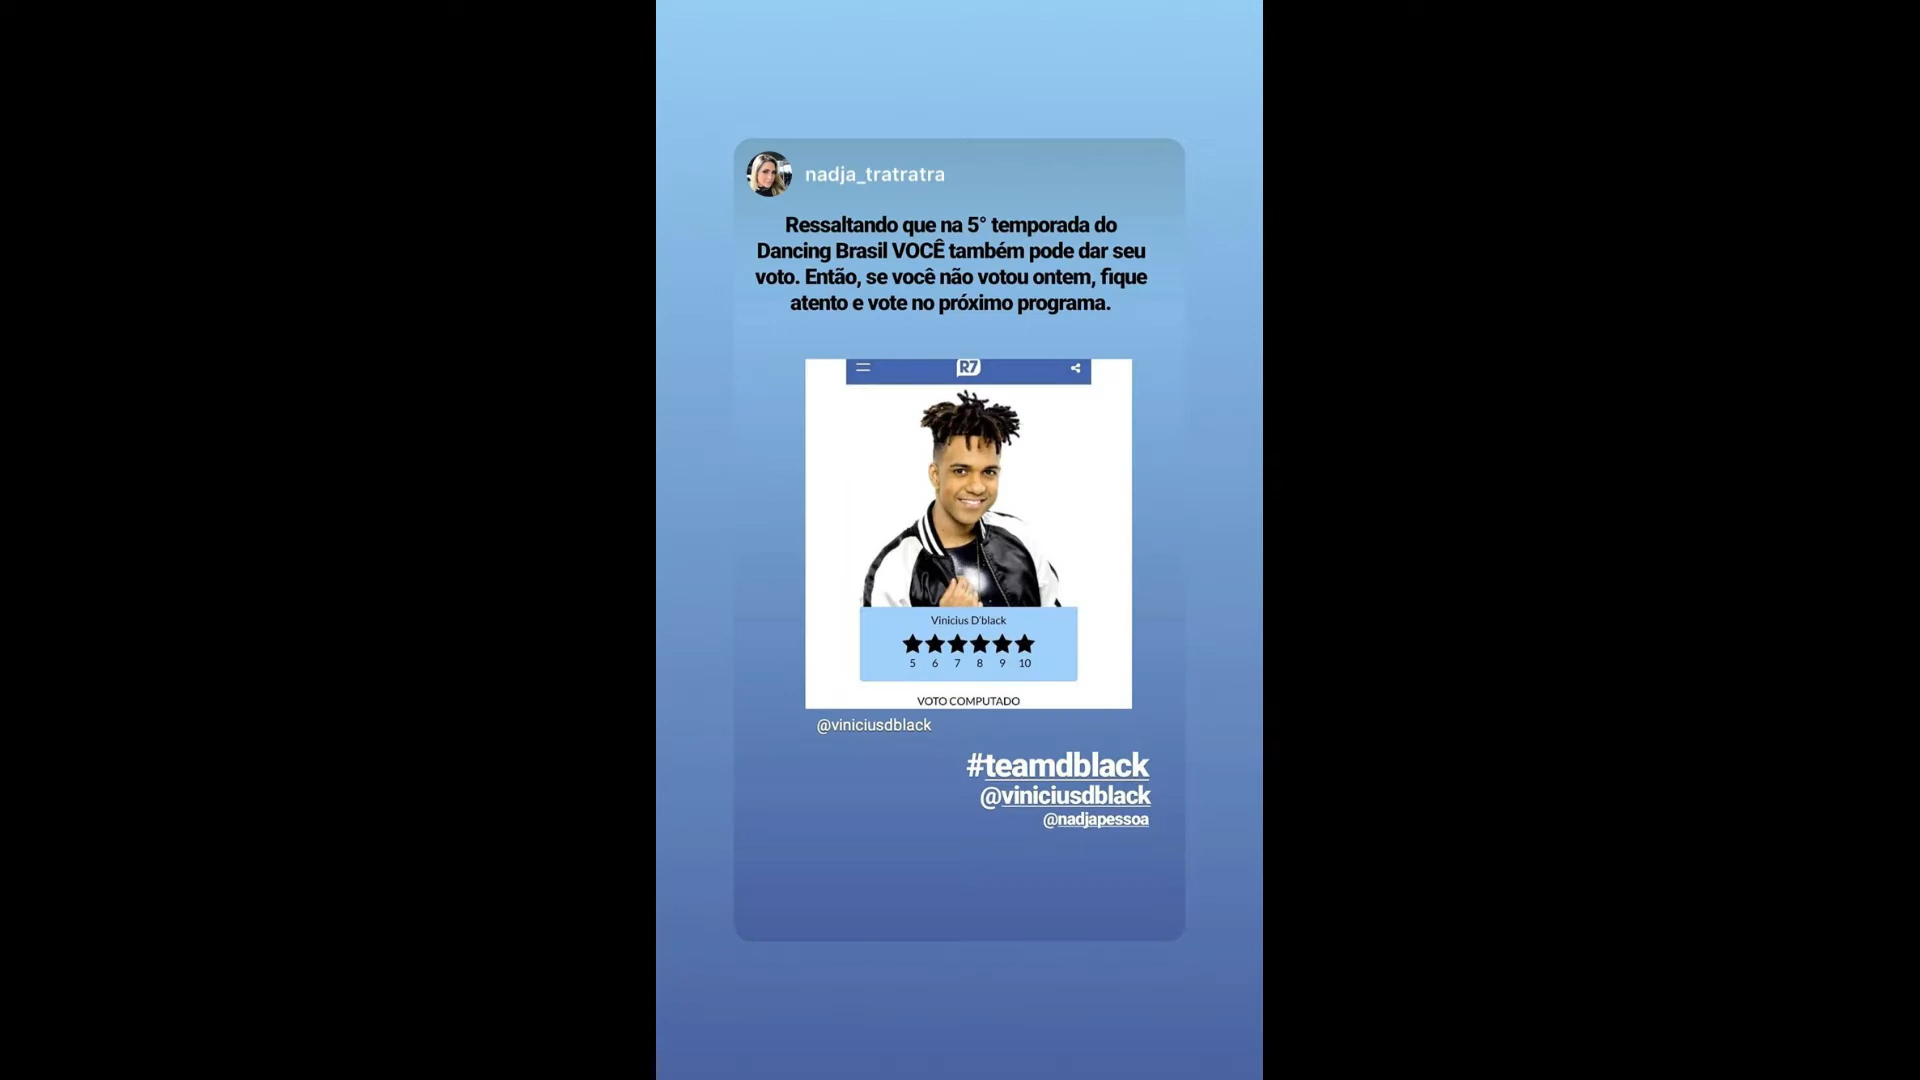 nadja_tratratra
Ressaltando que na 5° temporada do
Dancing Brasil VOCÊ também pode dar seu
voto. Então, se você não votou ontem, fique
atento e vote no próximo programa.
R7
Vinicius D'black
5 6 7 8 9 10
VOTO COMPUTADO
@viniciusdblack
#teamdblack
@viniciusdblack
@nadjapessoa